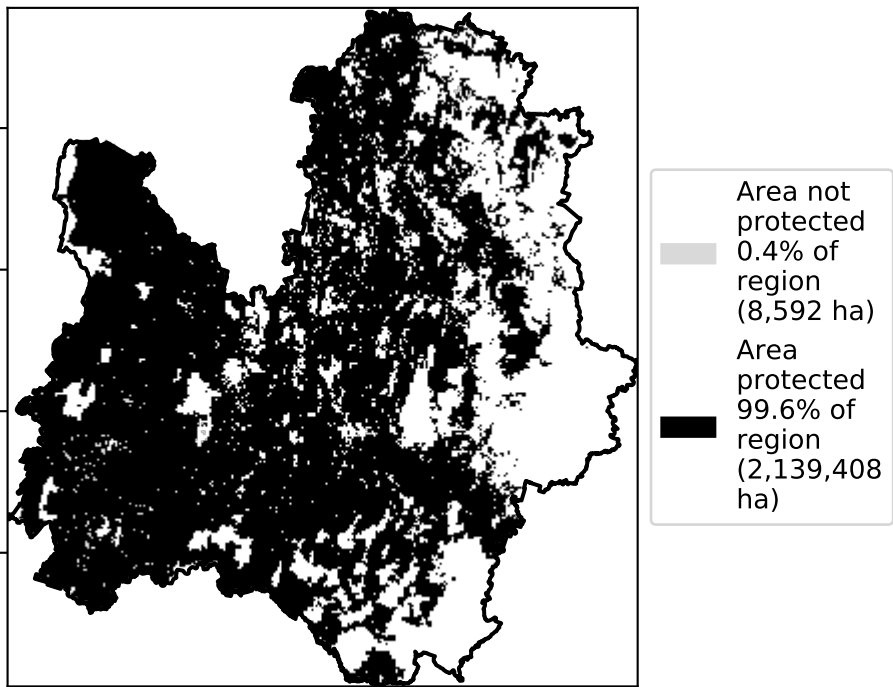 Area not
protected
0.4% of
region
(8,592 ha)
Area
protected
99.6% of
region
(2,139,408
ha)